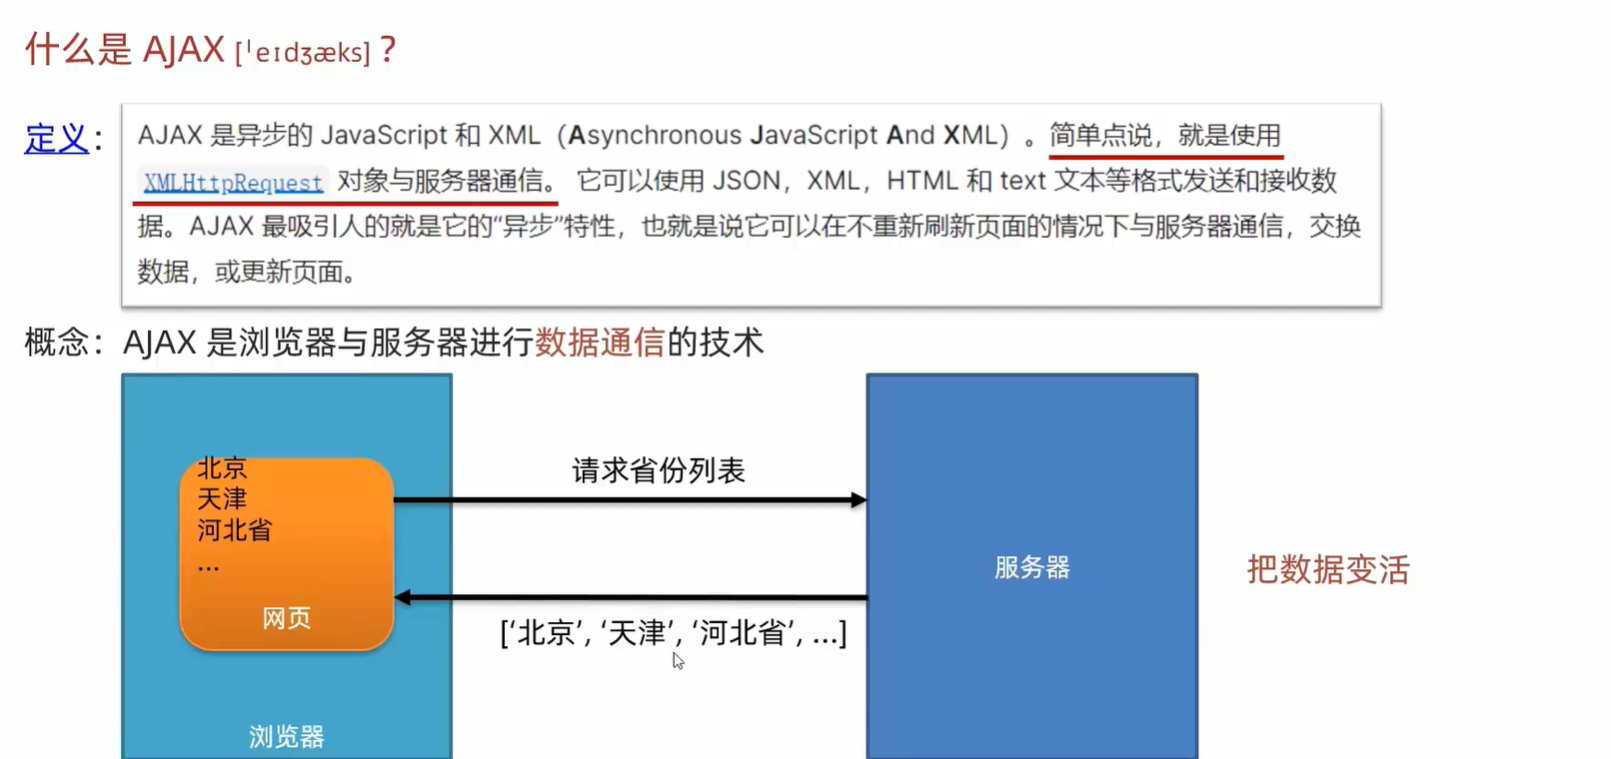 什么是 AJAX [ˈeɪdʒæks] ?
定义：
AJAX 是异步的 JavaScript 和 XML（Asynchronous JavaScript And XML）。简单点说，就是使用
XMLHttpRequest 对象与服务器通信。 它可以使用 JSON，XML，HTML 和 text 文本等格式发送和接收数
据。AJAX 最吸引人的就是它的“异步”特性，也就是说它可以在不重新刷新页面的情况下与服务器通信，交换
数据，或更新页面。
概念：AJAX 是浏览器与服务器进行数据通信的技术
北京
天津
河北省
...
网页
浏览器
请求省份列表
[‘北京’, ‘天津’, ‘河北省’, ...]
服务器
把数据变活